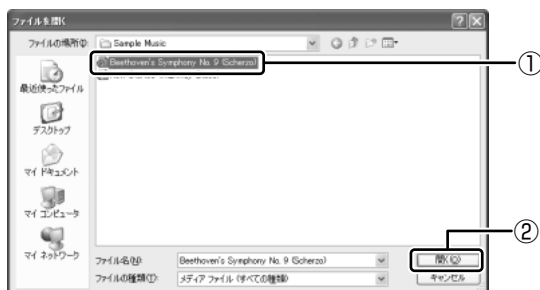 ファイルを開く
ファイルの場所(I): Sample Music
Beethoven's Symphony No. 9 (Scherzo)
①
最近使ったファイル
デスクトップ
マイ ドキュメント
マイ コンピュータ
②
マイ ネットワーク
ファイル名(N): Beethoven's Symphony No. 9 (Scherzo) 開く(O)
ファイルの種類(T): メディア ファイル (すべての種類) キャンセル